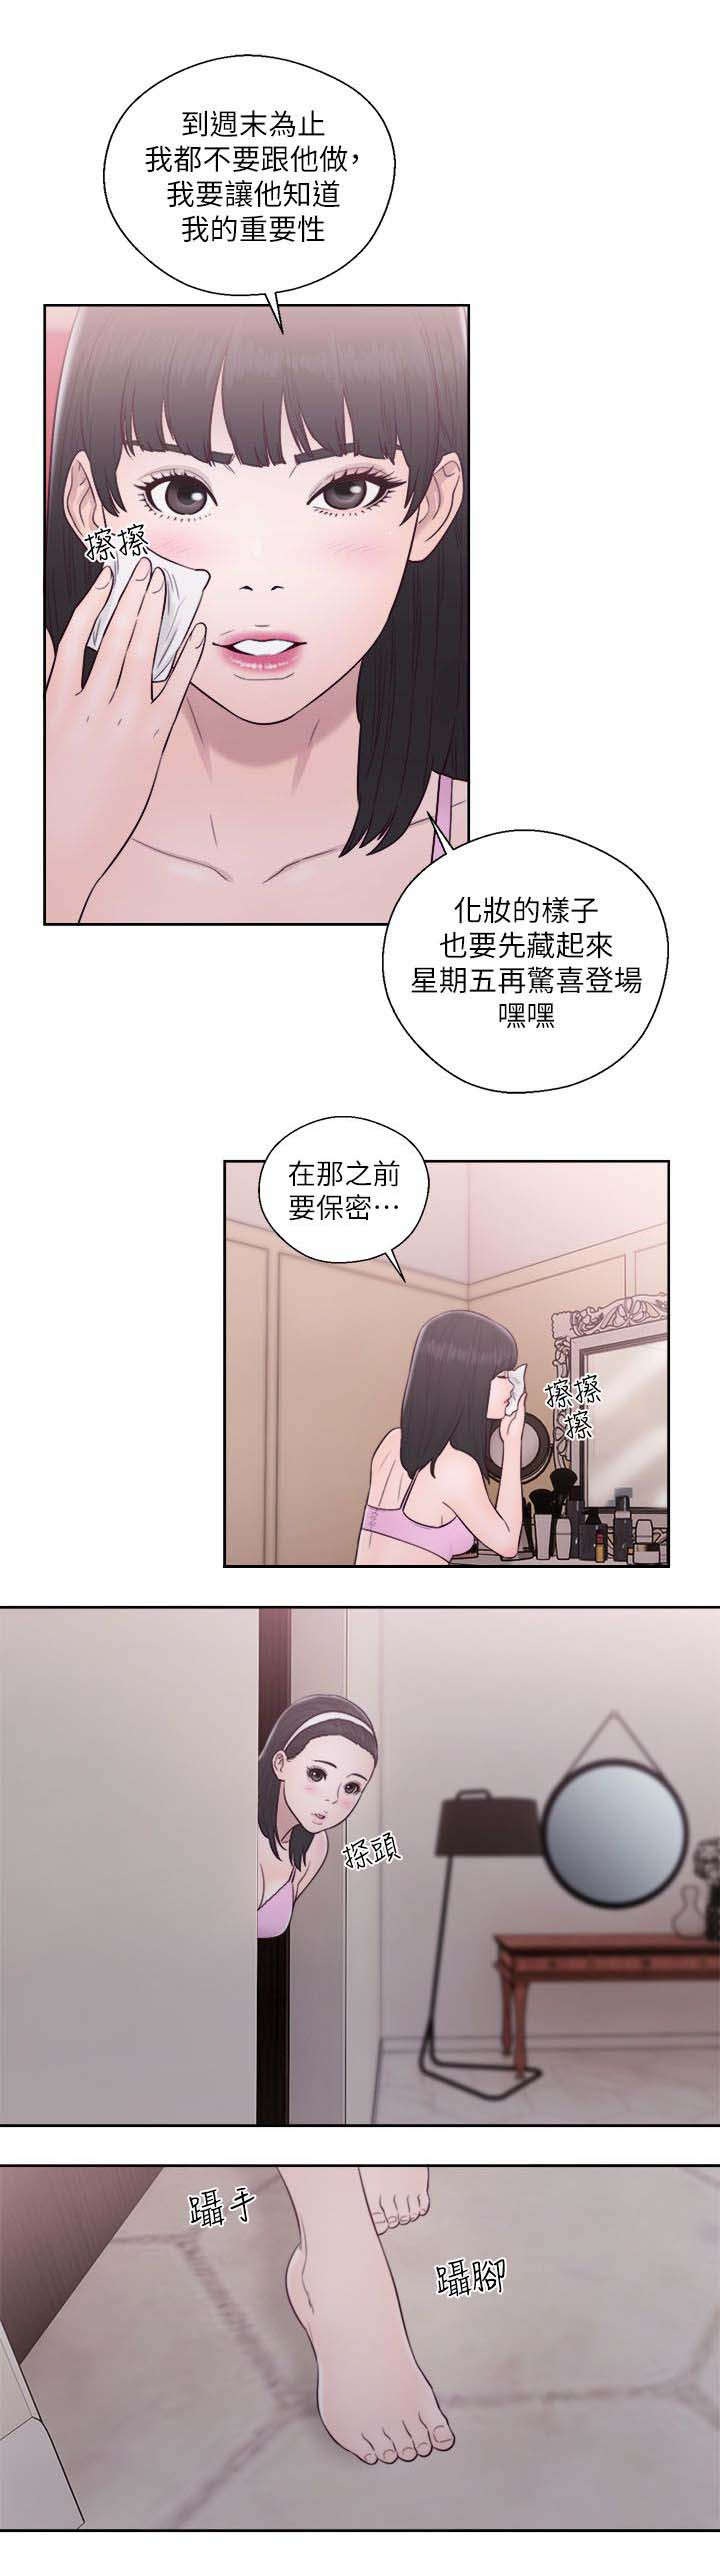 到週末為止
我都不要跟他做，
我要讓他知道
我的重要性
擦擦
化妝的樣子
也要先藏起來
星期五再驚喜登場
嘿嘿
在那之前
要保密…
擦擦
擦
探頭
躡手
躡腳